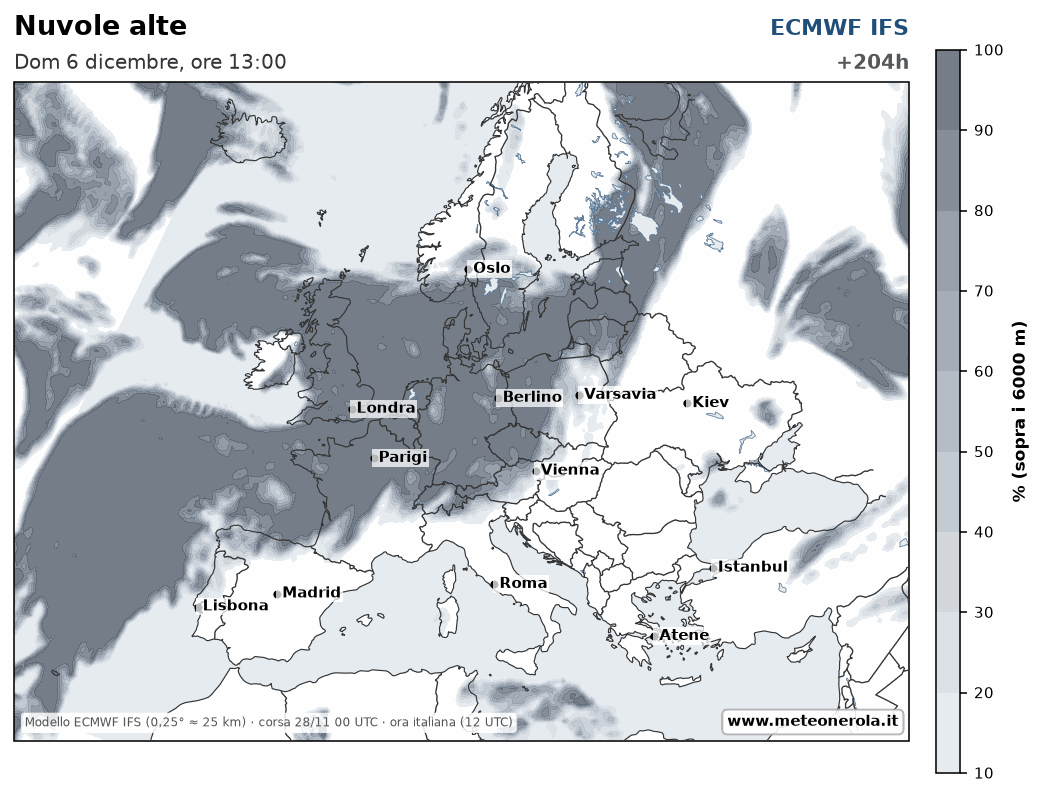 Nuvole alte
ECMWF IFS
Dom 6 dicembre, ore 13:00
+204h
Oslo
Londra
Berlino
Varsavia
Kiev
Parigi
Vienna
Istanbul
Roma
Madrid
Lisbona
Atene
Modello ECMWF IFS (0,25° ≈ 25 km) · corsa 28/11 00 UTC · ora italiana (12 UTC)
www.meteonerola.it
100
90
80
70
60
50
40
30
20
10
% (sopra i 6000 m)